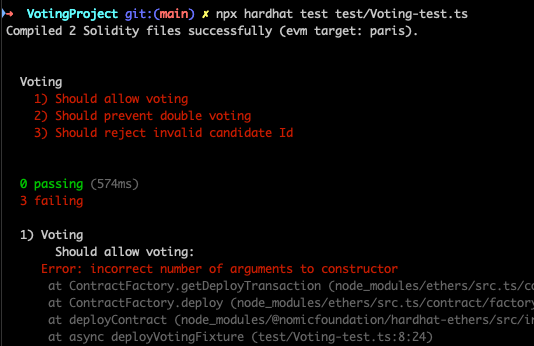 → VotingProject git:(main) ✗ npx hardhat test test/Voting-test.ts
Compiled 2 Solidity files successfully (evm target: paris).
Voting
1) Should allow voting
2) Should prevent double voting
3) Should reject invalid candidate Id
0 passing (574ms)
3 failing
1) Voting
Should allow voting:
Error: incorrect number of arguments to constructor
at ContractFactory.getDeployTransaction (node_modules/ethers/src.ts/co
at ContractFactory.deploy (node_modules/ethers/src.ts/contract/factory
at deployContract (node_modules/@nomicfoundation/hardhat-ethers/src/in
at async deployVotingFixture (test/Voting-test.ts:8:24)